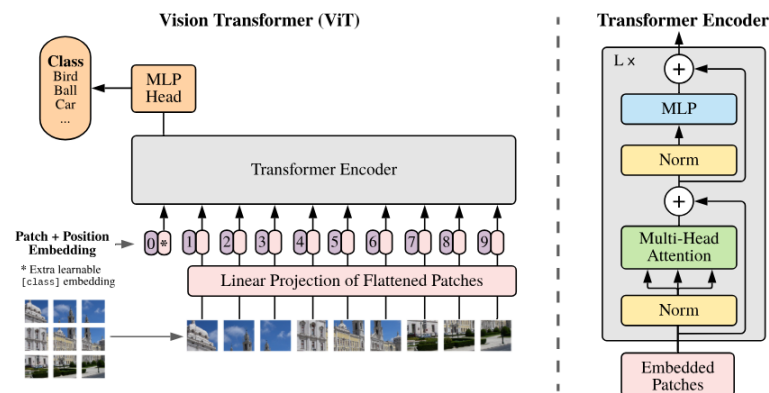 Vision Transformer (ViT)
Class
Bird
Ball
Car
...
MLP
Head
Transformer Encoder
Patch + Position
Embedding
* Extra learnable
[class] embedding
0 * 1 2 3 4 5 6 7 8 9
Linear Projection of Flattened Patches
Transformer Encoder
L x
+
MLP
Norm
+
Multi-Head
Attention
Norm
Embedded
Patches